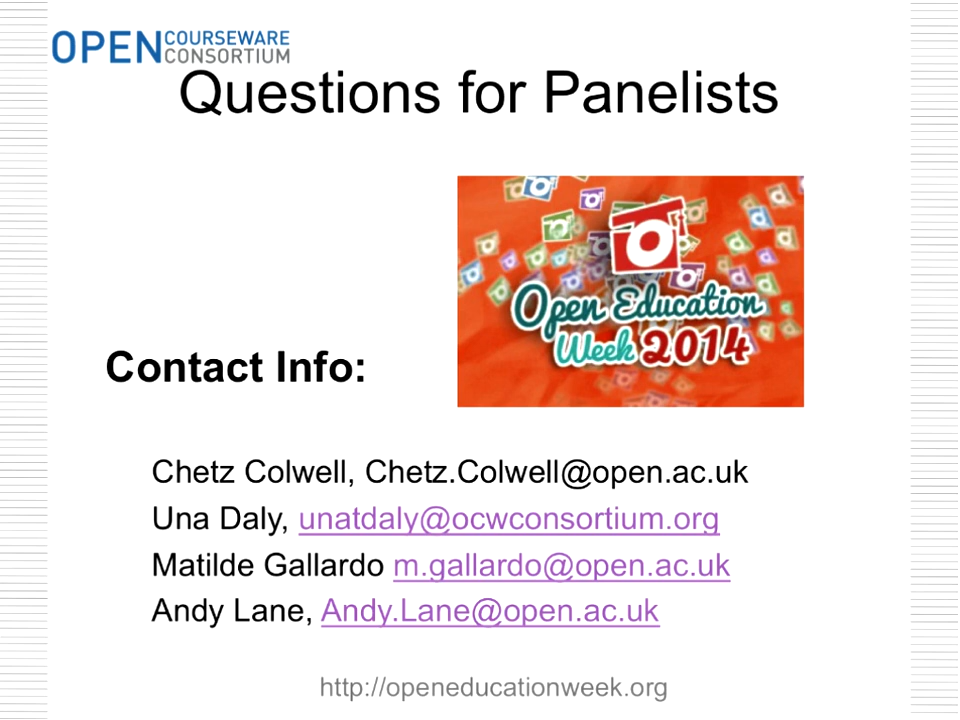 OPEN COURSEWARE CONSORTIUM
Questions for Panelists
Open Education
Week 2014
Contact Info:
Chetz Colwell, Chetz.Colwell@open.ac.uk
Una Daly, unatdaly@ocwconsortium.org
Matilde Gallardo m.gallardo@open.ac.uk
Andy Lane, Andy.Lane@open.ac.uk
http://openeducationweek.org